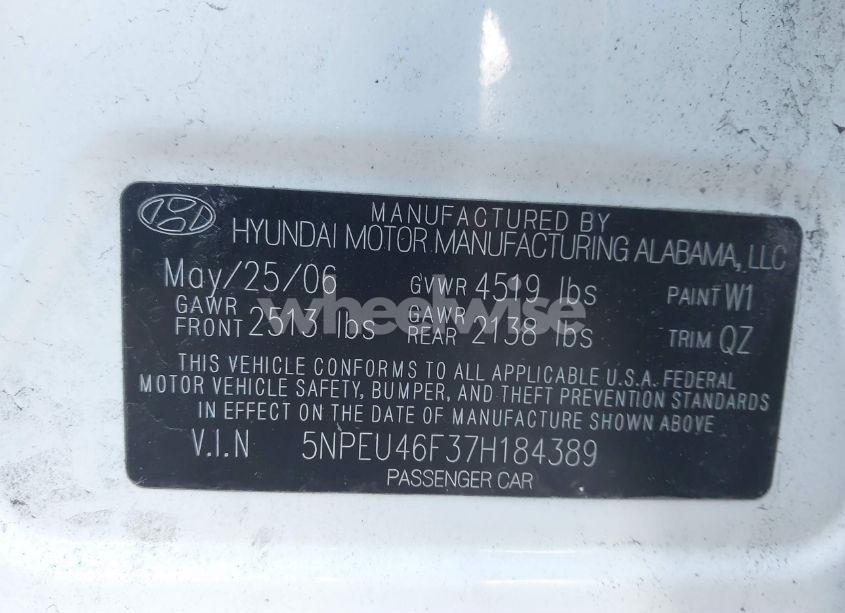 MANUFACTURED BY
HYUNDAI MOTOR MANUFACTURING ALABAMA, LLC
May/25/06 GVWR 4519 lbs PAINT W1
GAWR FRONT 2513 lbs GAWR REAR 2138 lbs TRIM QZ
wheelwise
THIS VEHICLE CONFORMS TO ALL APPLICABLE U.S.A. FEDERAL
MOTOR VEHICLE SAFETY, BUMPER, AND THEFT PREVENTION STANDARDS
IN EFFECT ON THE DATE OF MANUFACTURE SHOWN ABOVE
V.I.N 5NPEU46F37H184389
PASSENGER CAR